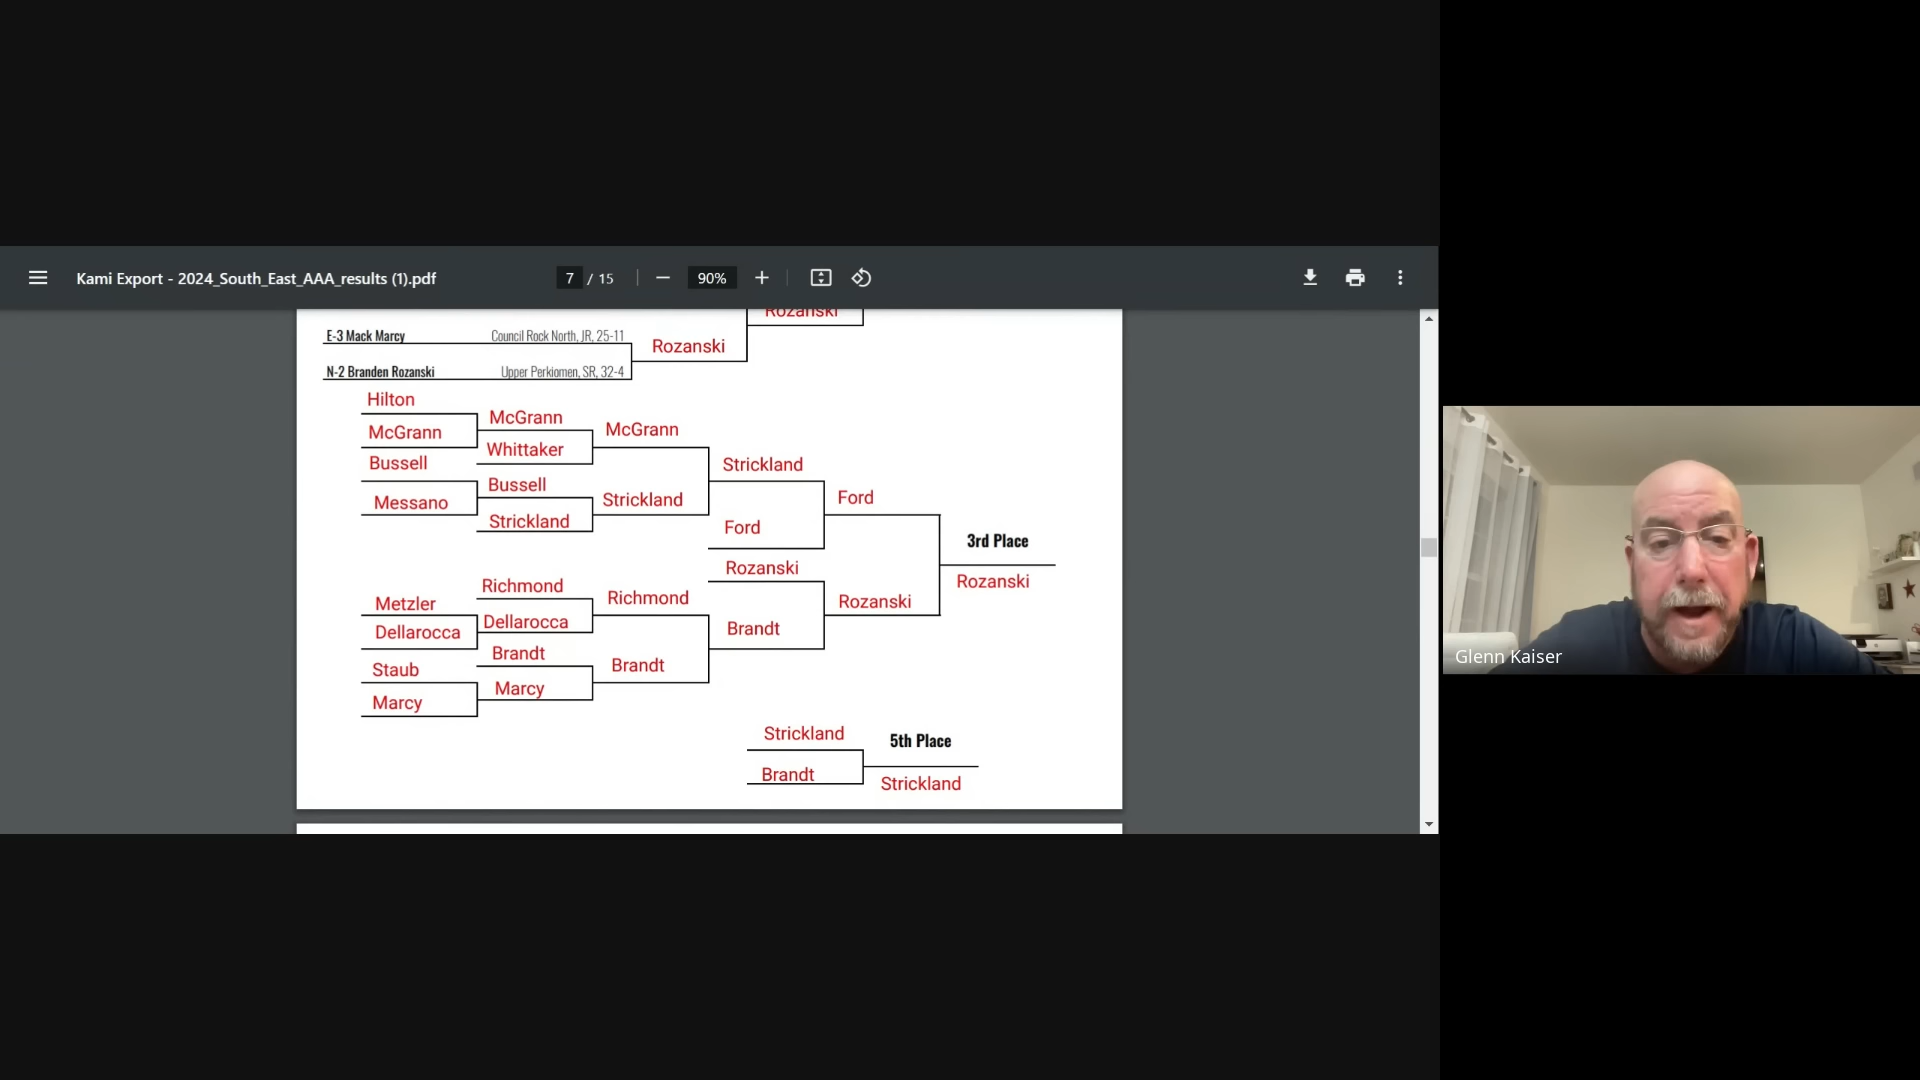 Kami Export - 2024_South_East_AAA_results (1).pdf
7 / 15
90%
Rozanski
E-3 Mack Marcy Council Rock North, JR, 25-11
Rozanski
N-2 Branden Rozanski Upper Perkiomen, SR, 32-4
Hilton
McGrann
McGrann
McGrann
Whittaker
Bussell
Strickland
Bussell
Strickland
Ford
Messano
Strickland
Ford
3rd Place
Rozanski
Rozanski
Richmond
Richmond
Rozanski
Metzler
Dellarocca
Dellarocca
Brandt
Brandt
Brandt
Staub
Marcy
Marcy
Strickland
5th Place
Brandt
Strickland
Glenn Kaiser